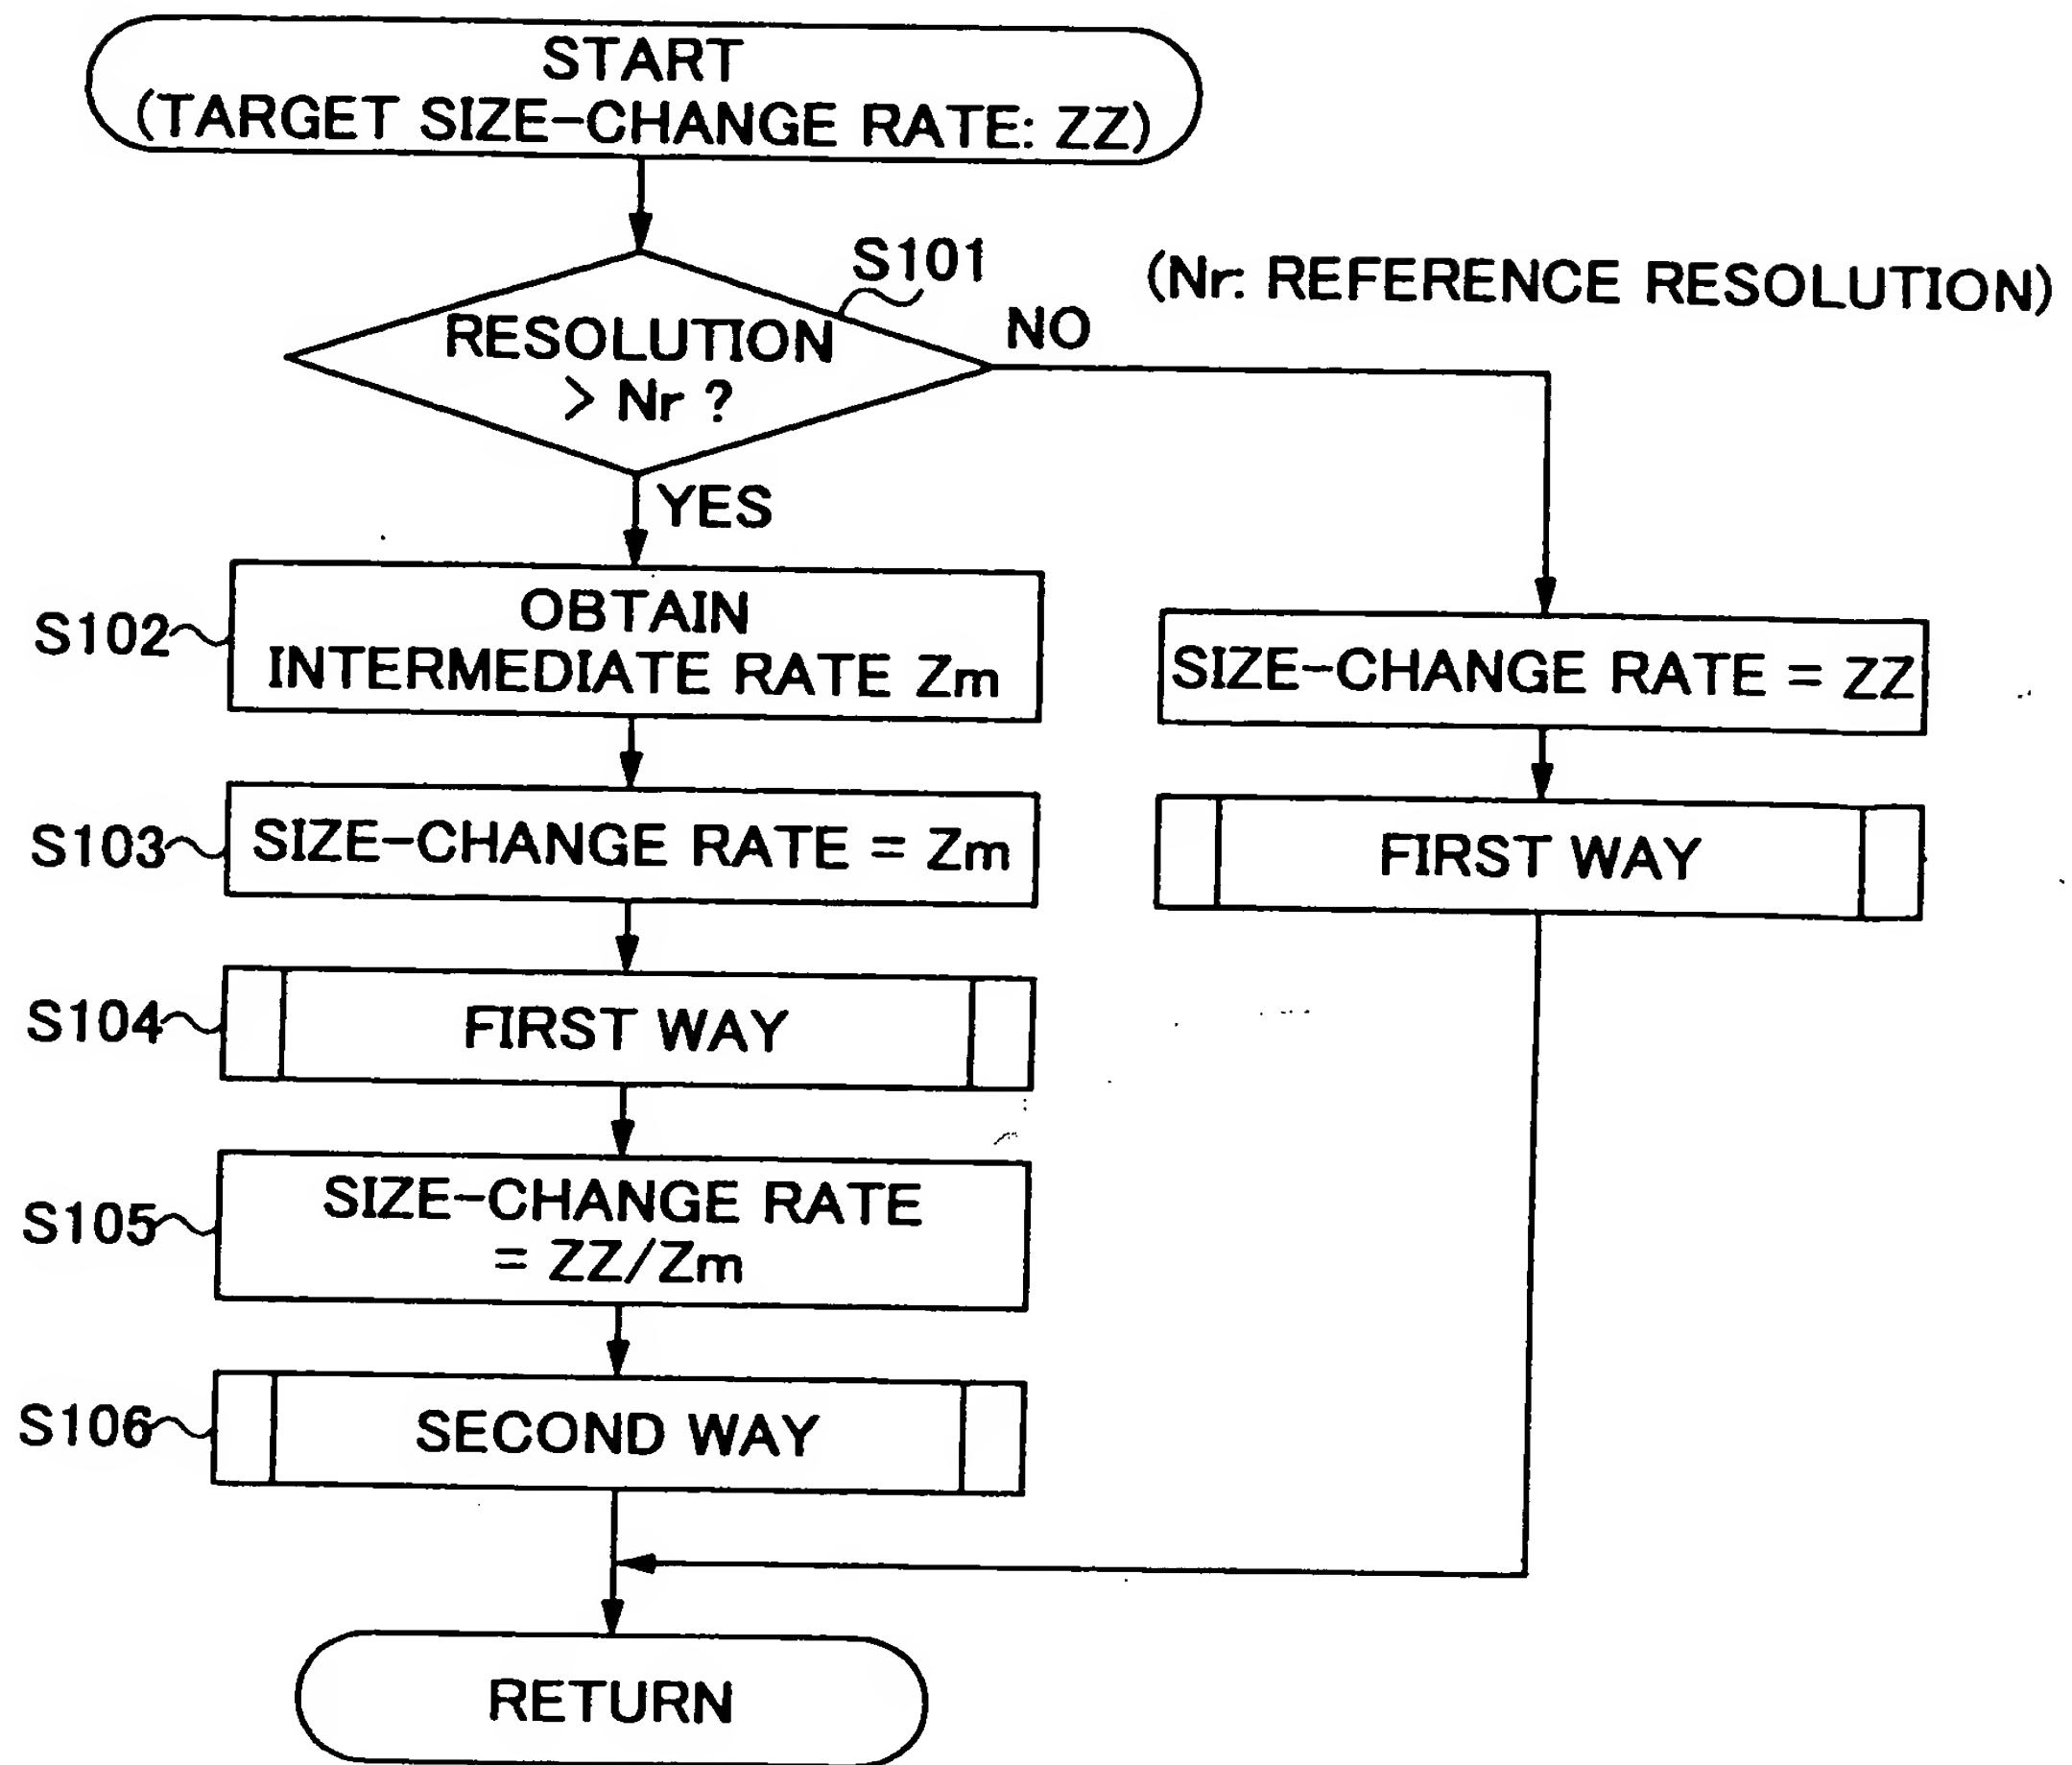 START
(TARGET SIZE-CHANGE RATE: ZZ)
S101
(Nr: REFERENCE RESOLUTION)
NO
RESOLUTION
> Nr ?
YES
S102
OBTAIN
INTERMEDIATE RATE Zm
SIZE-CHANGE RATE = ZZ
S103
SIZE-CHANGE RATE = Zm
FIRST WAY
S104
FIRST WAY
S105
SIZE-CHANGE RATE
= ZZ/Zm
S106
SECOND WAY
RETURN